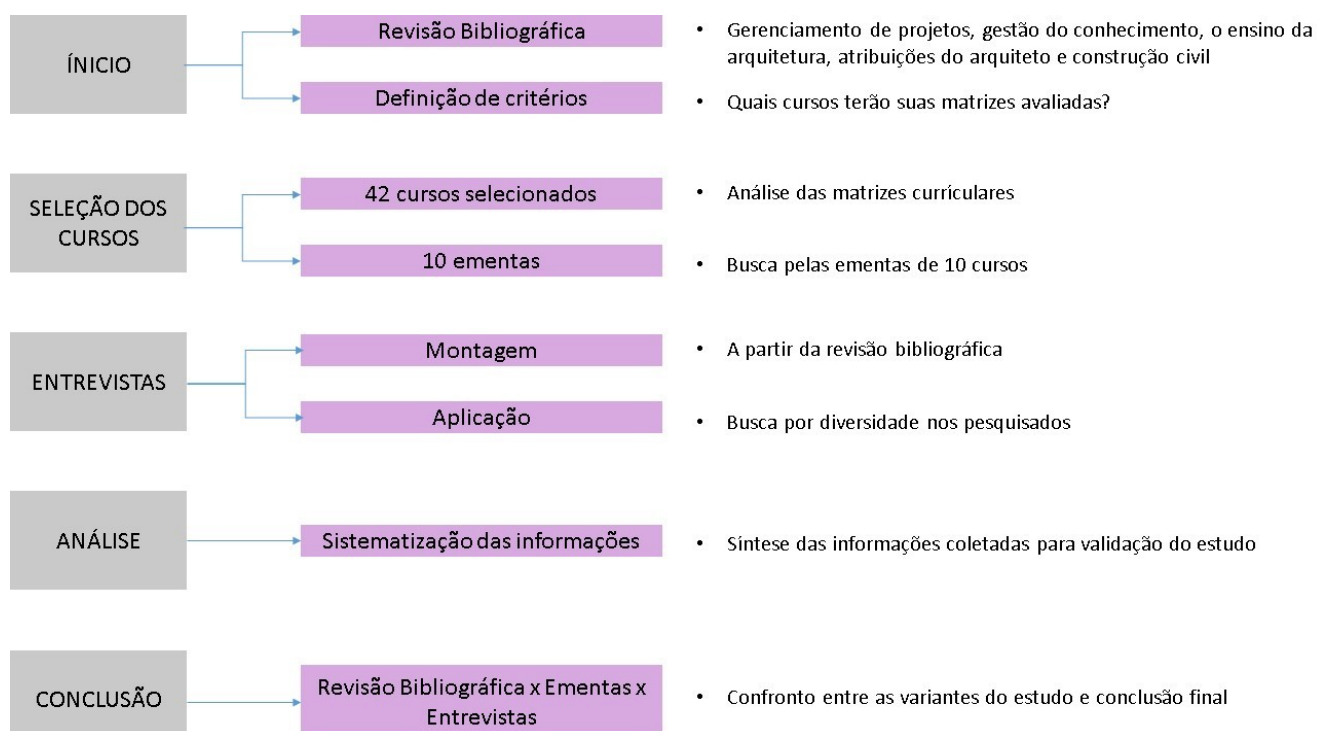 ÍNICIO
Revisão Bibliográfica
• Gerenciamento de projetos, gestão do conhecimento, o ensino da
arquitetura, atribuições do arquiteto e construção civil
Definição de critérios
• Quais cursos terão suas matrizes avaliadas?
SELEÇÃO DOS
CURSOS
42 cursos selecionados
• Análise das matrizes currículares
10 ementas
• Busca pelas ementas de 10 cursos
ENTREVISTAS
Montagem
• A partir da revisão bibliográfica
Aplicação
• Busca por diversidade nos pesquisados
ANÁLISE
Sistematização das informações
• Síntese das informações coletadas para validação do estudo
CONCLUSÃO
Revisão Bibliográfica x Ementas x
Entrevistas
• Confronto entre as variantes do estudo e conclusão final